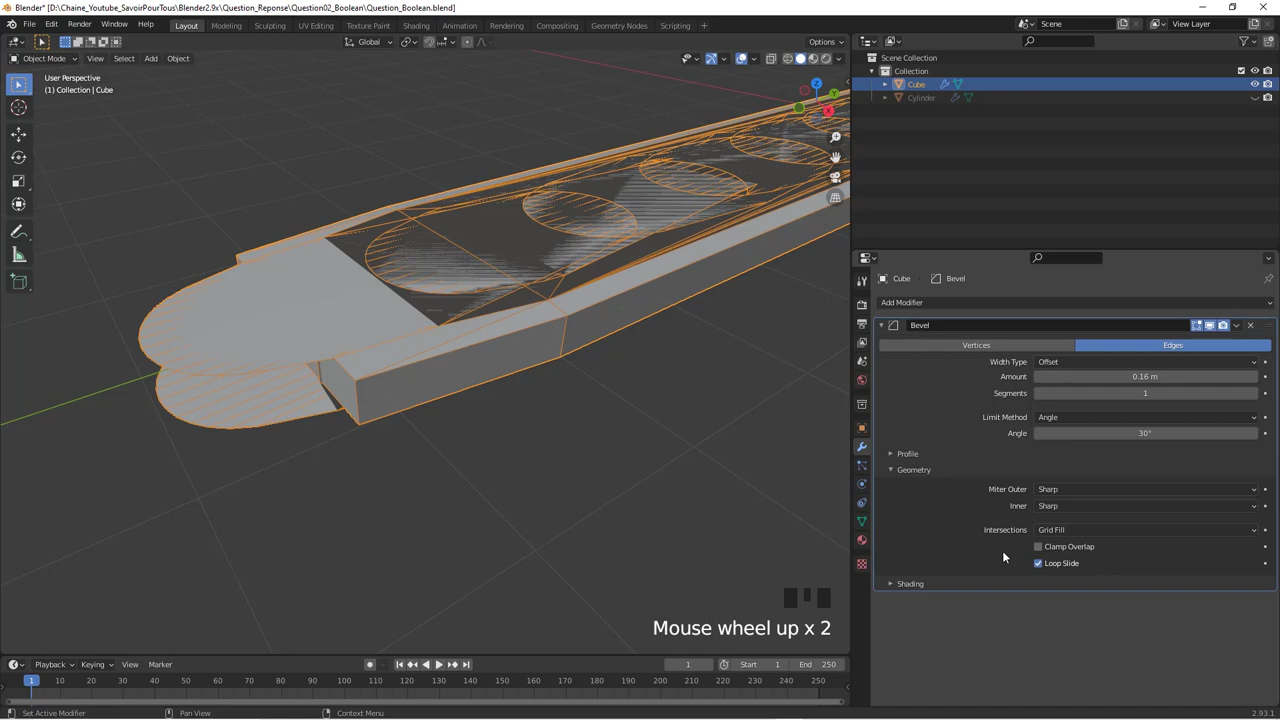 Blender* [D:\Chaine_Youtube_SavoirPourTous\Blender2.9x\Question_Reponse\Question02_Boolean\Question_Boolean.blend]
File Edit Render Window Help Layout Modeling Sculpting UV Editing Texture Paint Shading Animation Rendering Compositing Geometry Nodes Scripting + Scene View Layer
Global Options
Object Mode View Select Add Object
User Perspective
(1) Collection | Cube
Z
Y
X
Scene Collection
Collection
Cube
Cylinder
Cube Bevel
Add Modifier
Bevel
Vertices Edges
Width Type Offset
Amount 0.16 m
Segments 1
Limit Method Angle
Angle 30°
Profile
Geometry
Miter Outer Sharp
Inner Sharp
Intersections Grid Fill
Clamp Overlap
Loop Slide
Shading
Mouse wheel up x 2
Playback Keying View Marker 1 Start 1 End 250
1 10 20 30 40 50 60 70 80 90 100 110 120 130 140 150 160 170 180 190 200 210 220 230 240 250
Set Active Modifier Pan View Context Menu 2.93.1